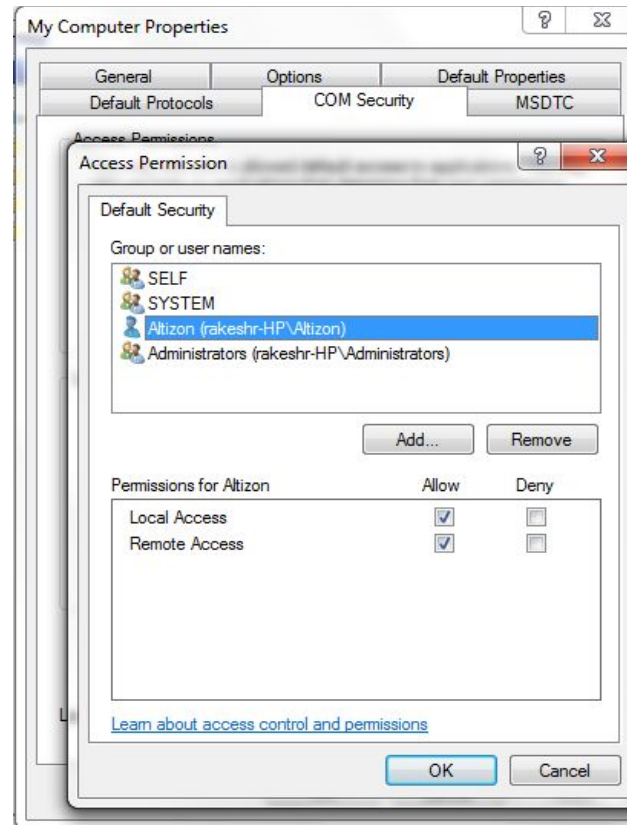 My Computer Properties
General Options Default Properties
Default Protocols COM Security MSDTC
Access Permissions
Access Permission
Default Security
Group or user names:
SELF
SYSTEM
Altizon (rakeshr-HP\Altizon)
Administrators (rakeshr-HP\Administrators)
Add... Remove
Permissions for Altizon Allow Deny
Local Access
Remote Access
Learn about access control and permissions
OK Cancel